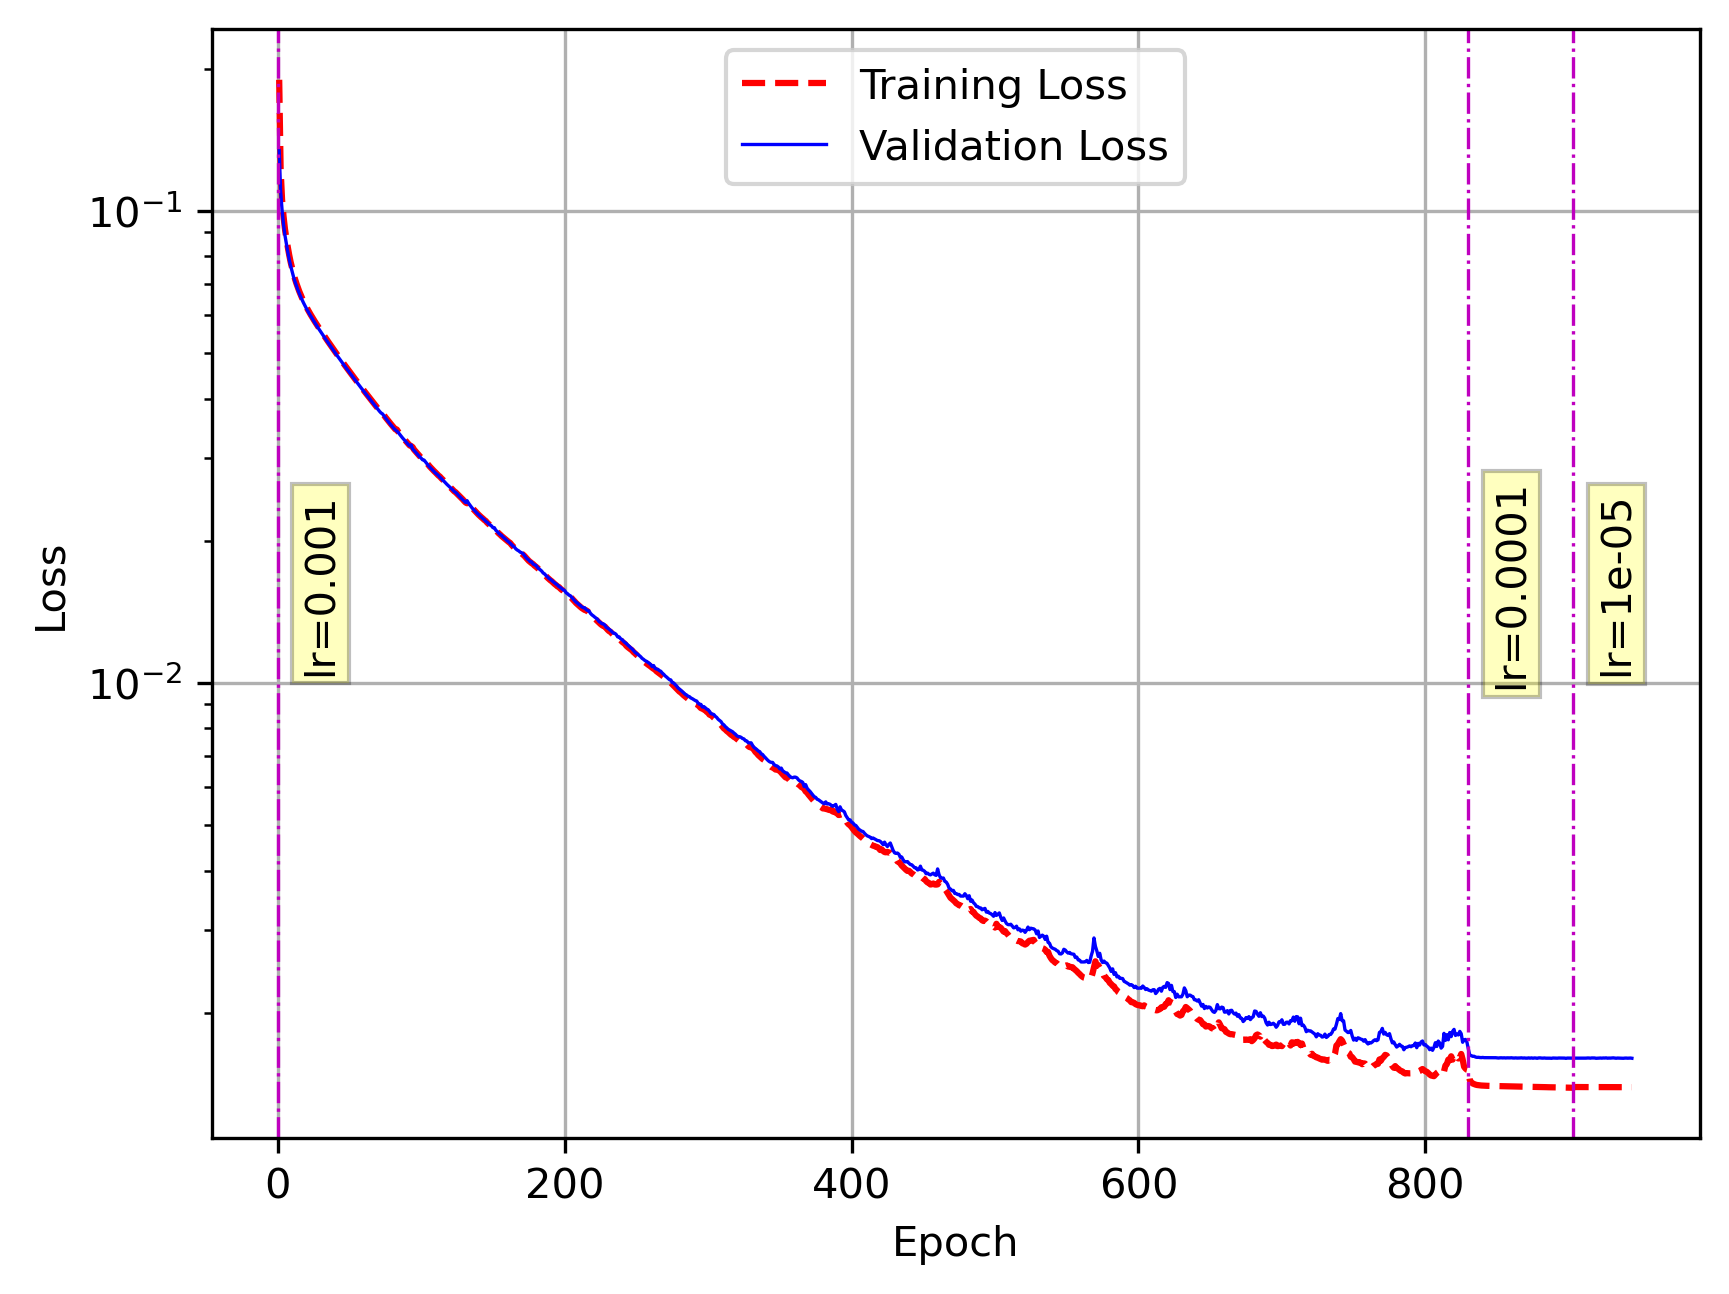 Training Loss
Validation Loss
10⁻¹
10⁻²
Loss
lr=0.001
lr=0.0001
lr=1e-05
0
200
400
600
800
Epoch